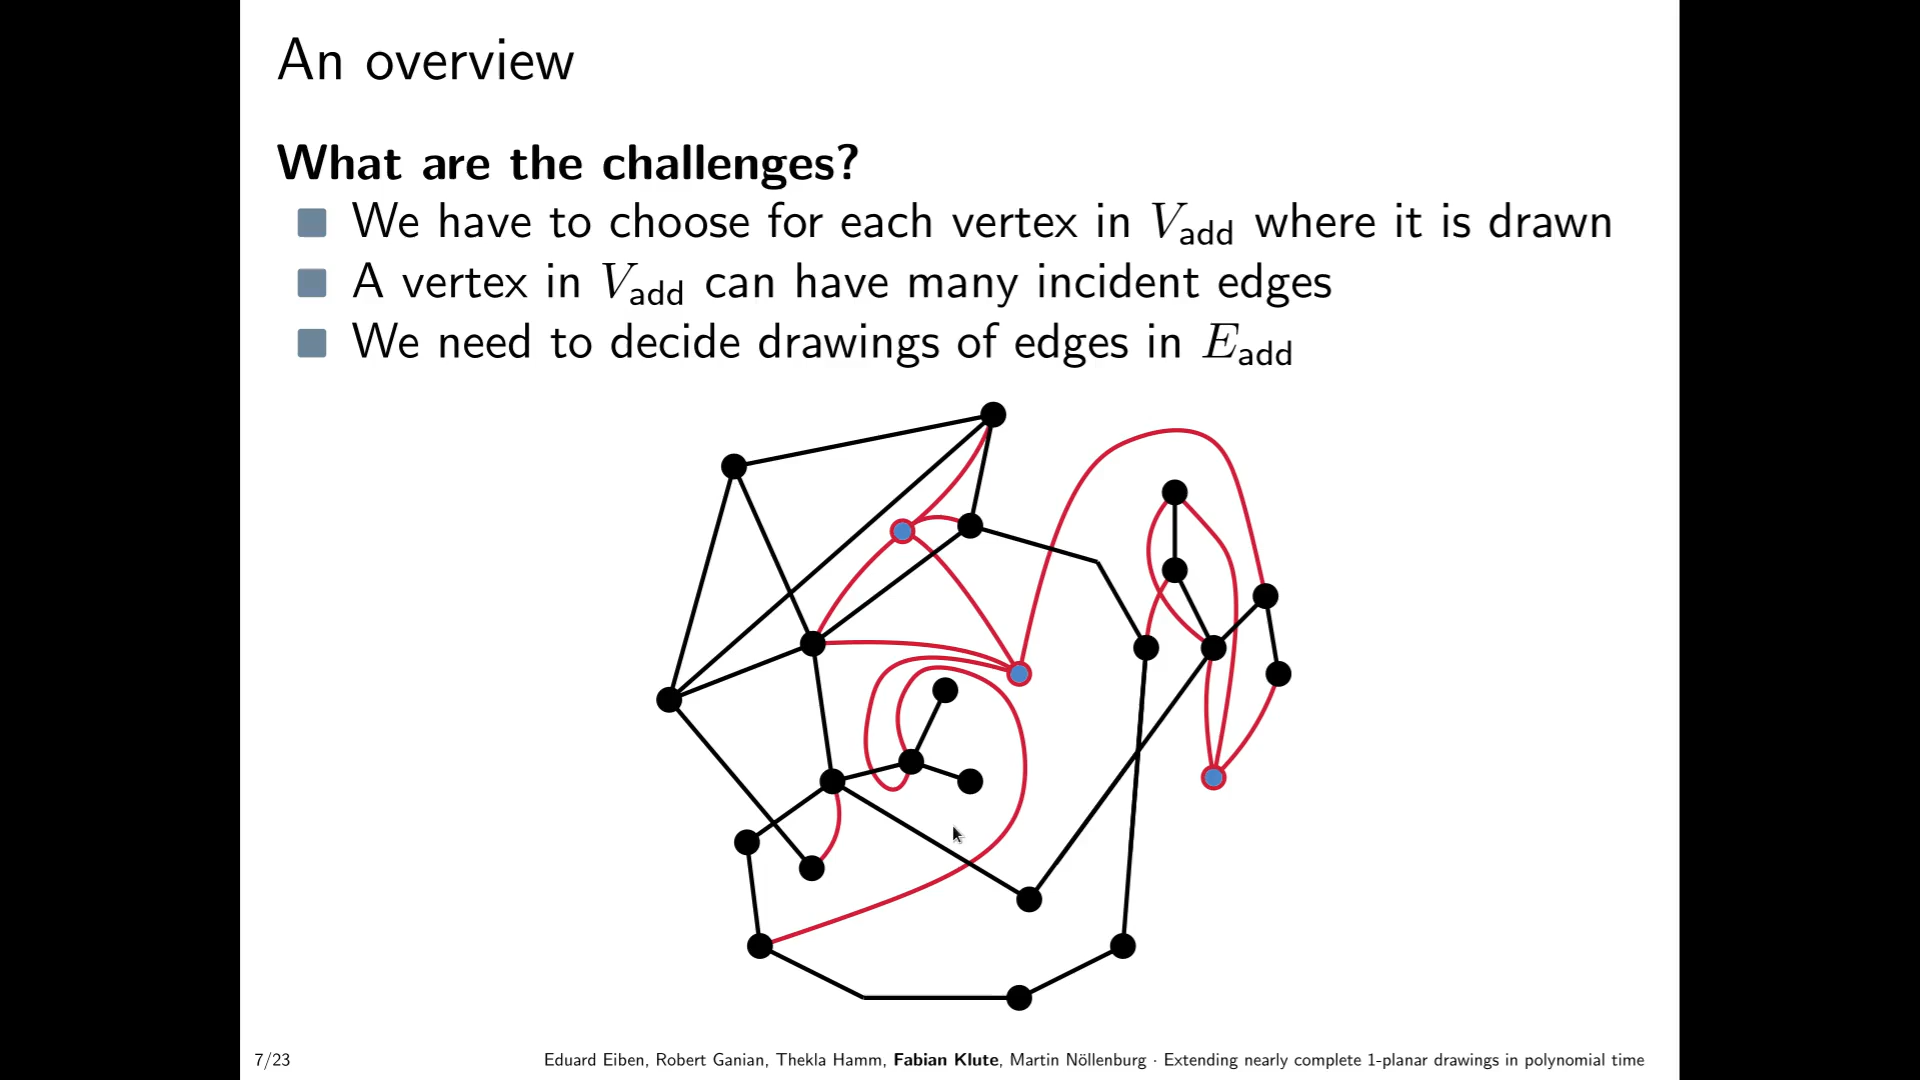 An overview
What are the challenges?
We have to choose for each vertex in V_add where it is drawn
A vertex in V_add can have many incident edges
We need to decide drawings of edges in E_add
7/23
Eduard Eiben, Robert Ganian, Thekla Hamm, Fabian Klute, Martin Nöllenburg · Extending nearly complete 1-planar drawings in polynomial time